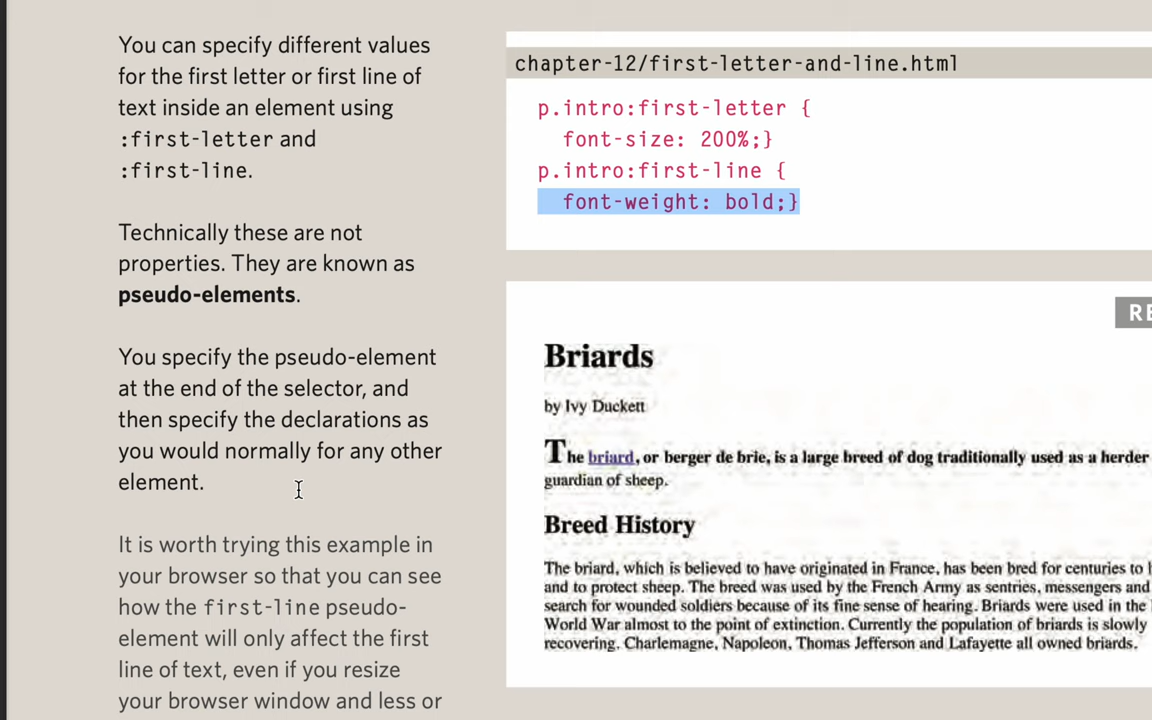 You can specify different values
for the first letter or first line of
text inside an element using
:first-letter and
:first-line.
Technically these are not
properties. They are known as
pseudo-elements.
You specify the pseudo-element
at the end of the selector, and
then specify the declarations as
you would normally for any other
element.
It is worth trying this example in
your browser so that you can see
how the first-line pseudo-
element will only affect the first
line of text, even if you resize
your browser window and less or
chapter-12/first-letter-and-line.html
p.intro:first-letter {
font-size: 200%;}
p.intro:first-line {
font-weight: bold;}
RE
Briards
by Ivy Duckett
The briard, or berger de brie, is a large breed of dog traditionally used as a herder
guardian of sheep.
Breed History
The briard, which is believed to have originated in France, has been bred for centuries to
and to protect sheep. The breed was used by the French Army as sentries, messengers and
search for wounded soldiers because of its fine sense of hearing. Briards were used in the
World War almost to the point of extinction. Currently the population of briards is slowly
recovering. Charlemagne, Napoleon, Thomas Jefferson and Lafayette all owned briards.